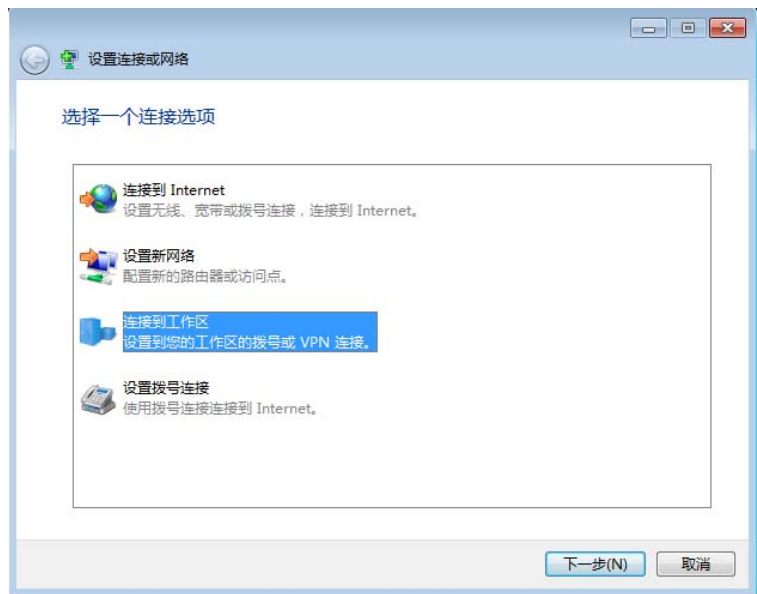 设置连接或网络
选择一个连接选项
连接到 Internet
设置无线、宽带或拨号连接，连接到 Internet。
设置新网络
配置新的路由器或访问点。
连接到工作区
设置到您的工作区的拨号或 VPN 连接。
设置拨号连接
使用拨号连接连接到 Internet。
下一步(N) 取消